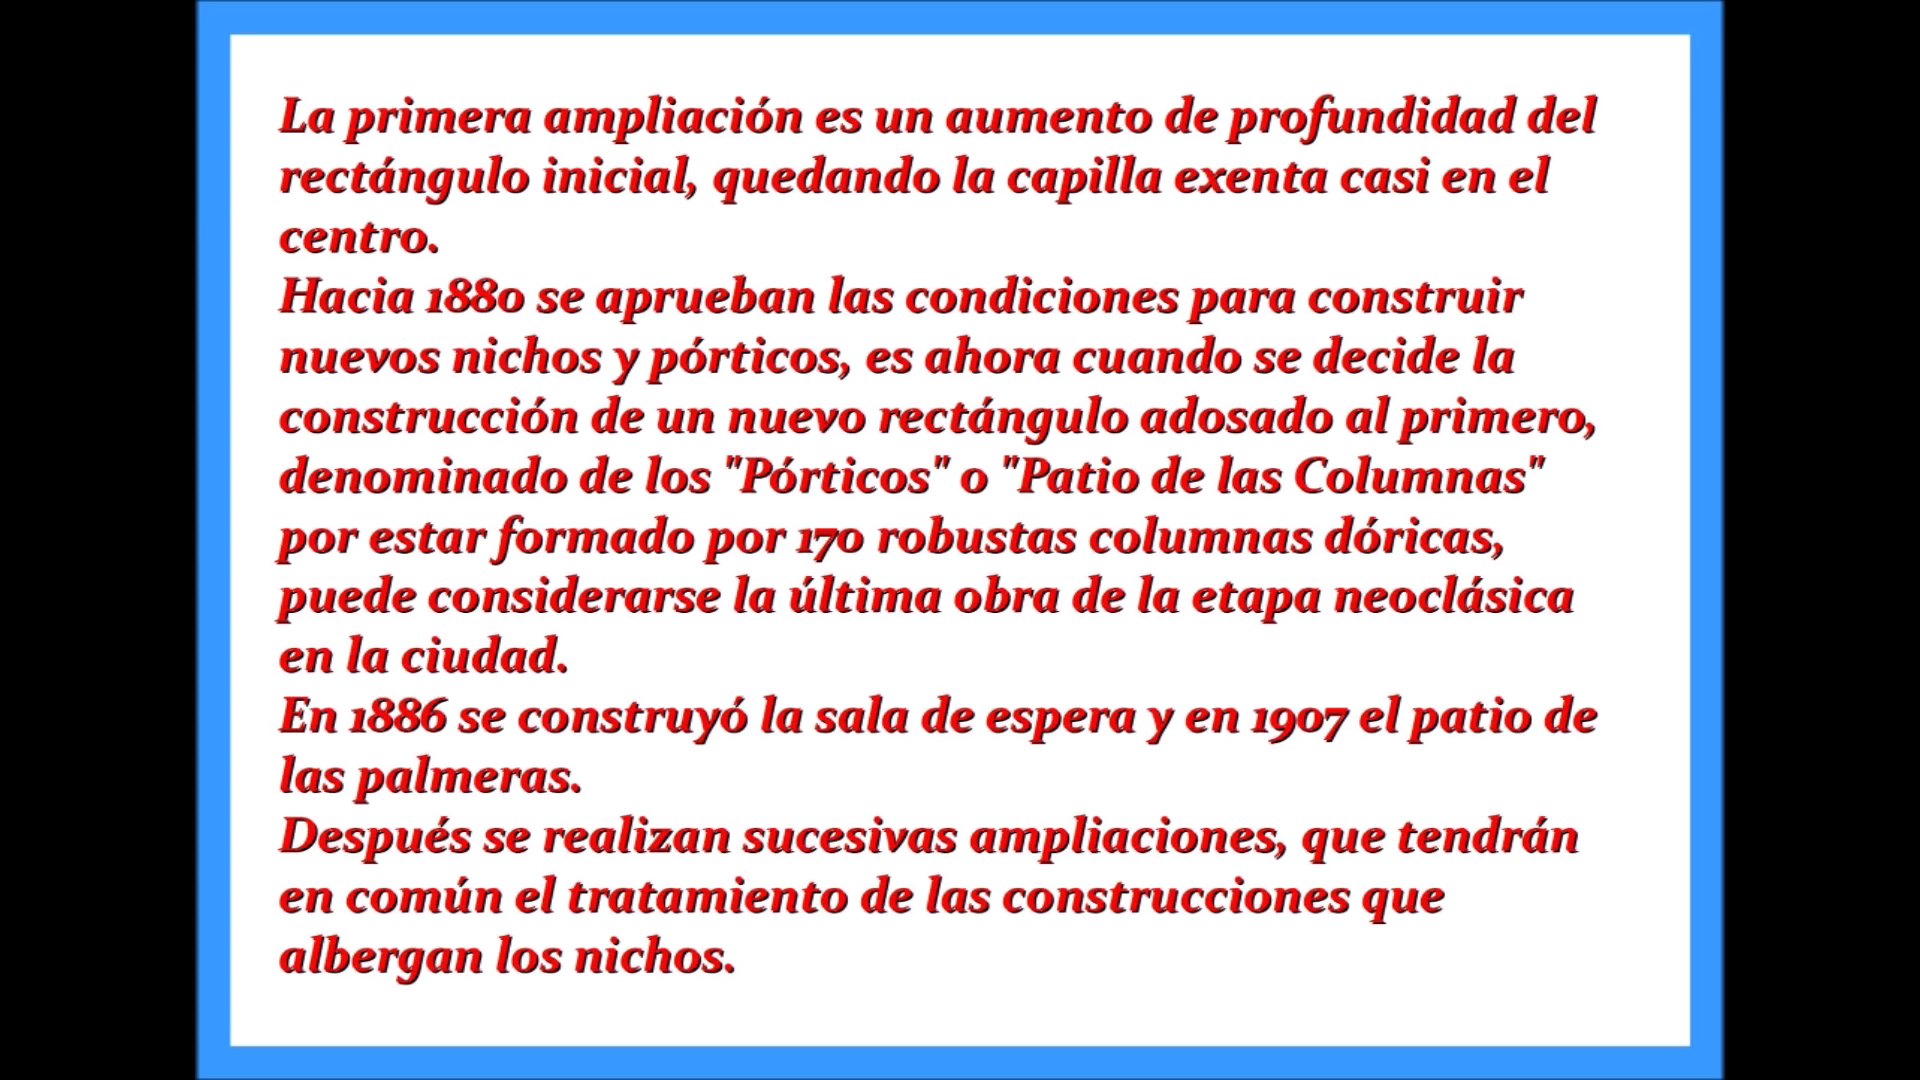 La primera ampliación es un aumento de profundidad del
rectángulo inicial, quedando la capilla exenta casi en el
centro.
Hacia 1880 se aprueban las condiciones para construir
nuevos nichos y pórticos, es ahora cuando se decide la
construcción de un nuevo rectángulo adosado al primero,
denominado de los "Pórticos" o "Patio de las Columnas"
por estar formado por 170 robustas columnas dóricas,
puede considerarse la última obra de la etapa neoclásica
en la ciudad.
En 1886 se construyó la sala de espera y en 1907 el patio de
las palmeras.
Después se realizan sucesivas ampliaciones, que tendrán
en común el tratamiento de las construcciones que
albergan los nichos.